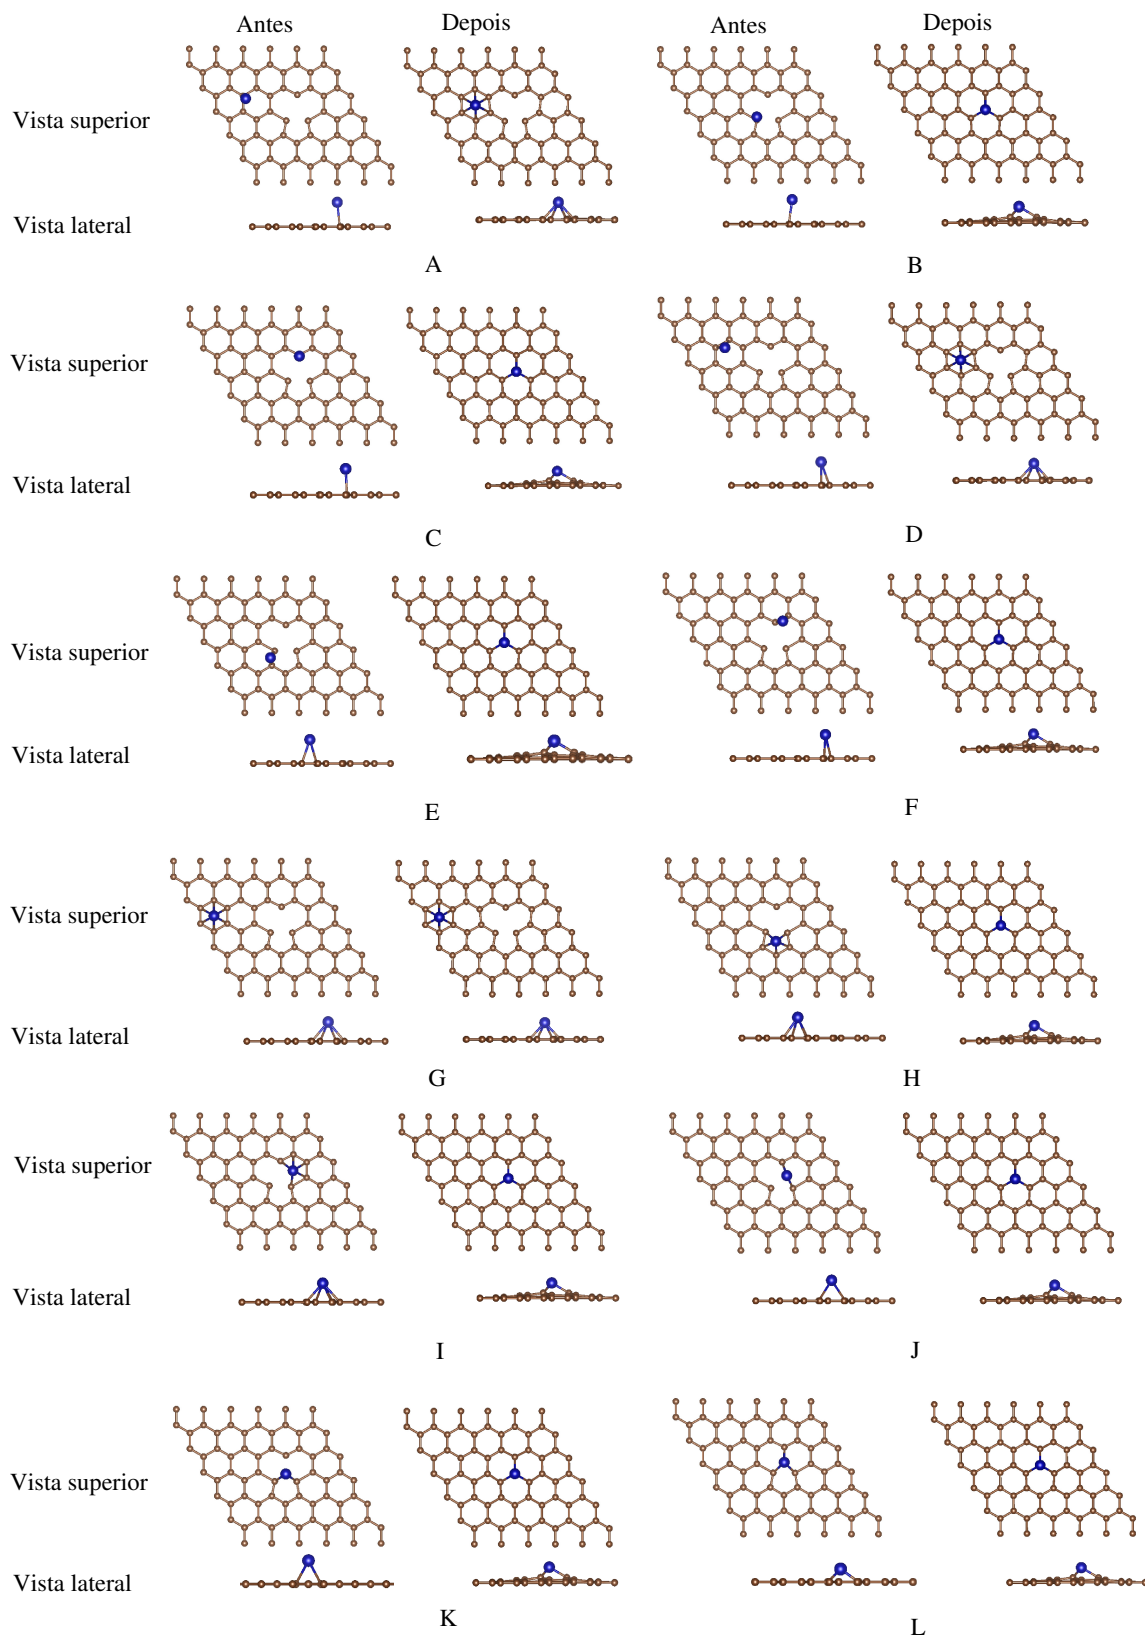 Antes Depois Antes Depois
Vista superior
Vista lateral
A B
Vista superior
Vista lateral
C D
Vista superior
Vista lateral
E F
Vista superior
Vista lateral
G H
Vista superior
Vista lateral
I J
Vista superior
Vista lateral
K L